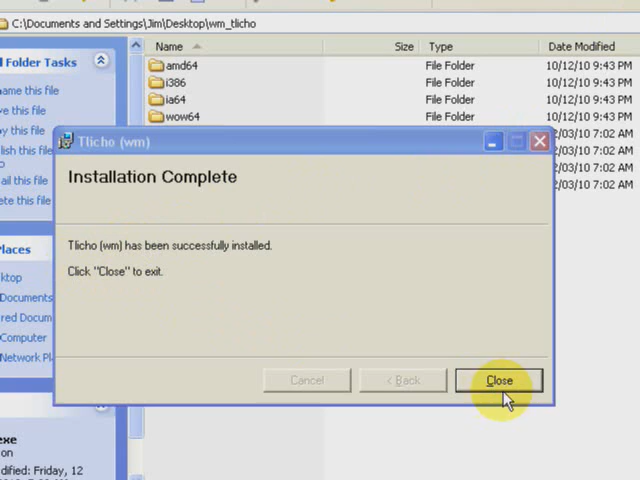 C:\Documents and Settings\Jim\Desktop\wm_tlicho
Name Size Type Date Modified
Folder Tasks
amd64 File Folder 10/12/10 9:43 PM
i386 File Folder 10/12/10 9:43 PM
ia64 File Folder 10/12/10 9:43 PM
wow64 File Folder 10/12/10 9:43 PM
ame this file
ve this file
y this file
lish this file
ail this file
ete this file
2/03/10 7:02 AM
2/03/10 7:02 AM
2/03/10 7:02 AM
2/03/10 7:02 AM
Tlicho (wm)
Installation Complete
Tlicho (wm) has been successfully installed.
Click "Close" to exit.
Cancel < Back Close
Places
ktop
Documents
red Docum
Computer
Network Pl
exe
on
dified: Friday, 12